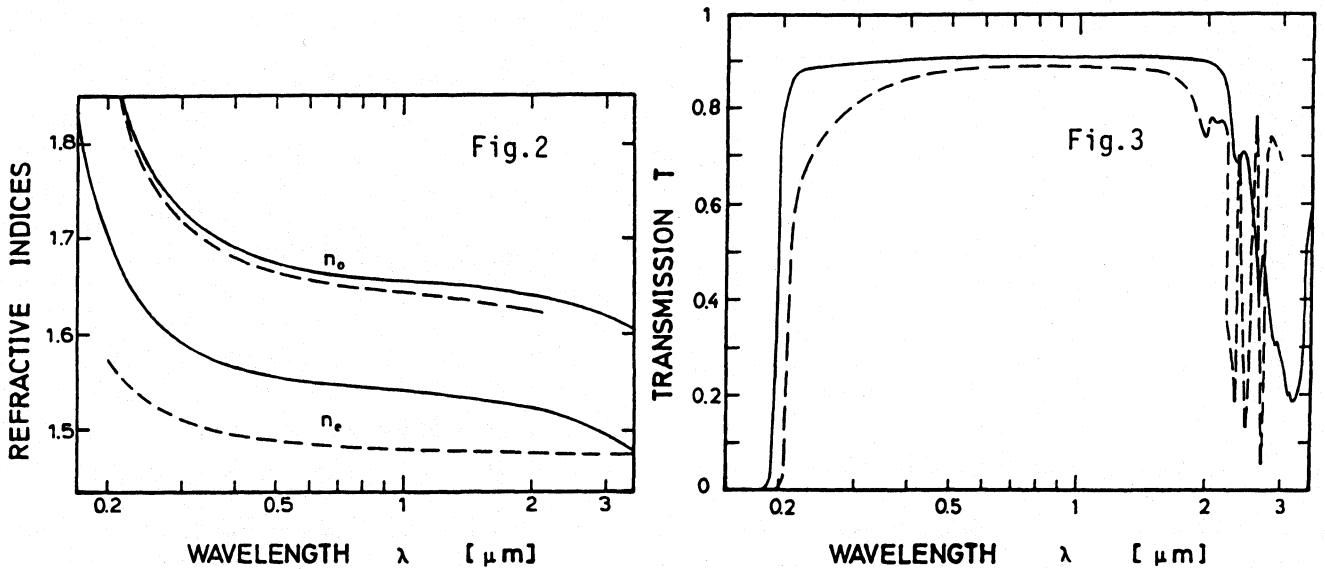 Fig.2
REFRACTIVE INDICES
1.8
1.7
1.6
1.5
nₒ
nₑ
0.2 0.5 1 2 3
WAVELENGTH λ [μm]
Fig.3
TRANSMISSION T
1
0.8
0.6
0.4
0.2
0
0.2 0.5 1 2 3
WAVELENGTH λ [μm]